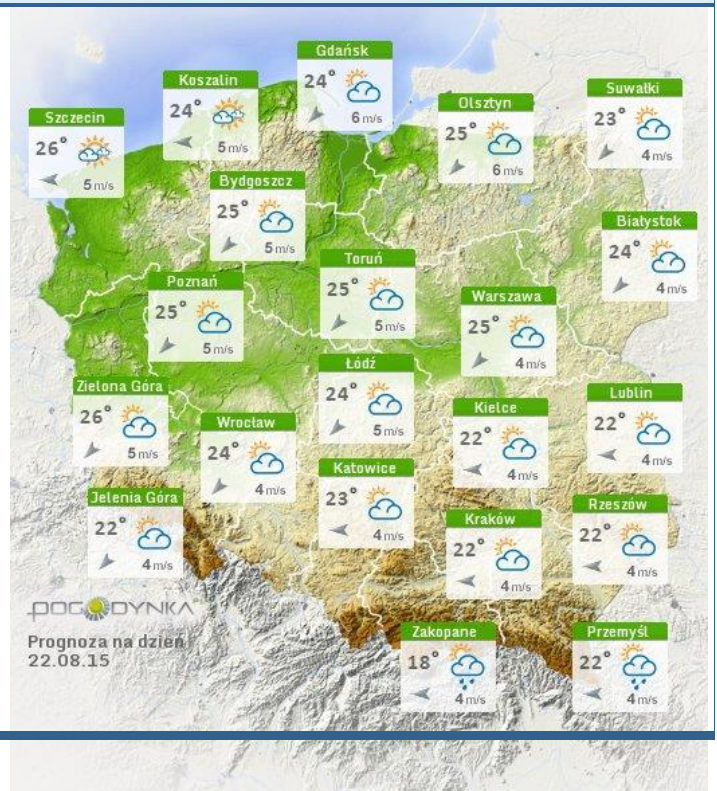 Gdańsk
24° 6 m/s
Koszalin
24° 5 m/s
Suwałki
23° 4 m/s
Olsztyn
25° 6 m/s
Szczecin
26° 5 m/s
Bydgoszcz
25° 5 m/s
Białystok
24° 4 m/s
Toruń
25° 5 m/s
Poznań
25° 5 m/s
Warszawa
25° 4 m/s
Łódź
24° 5 m/s
Zielona Góra
26° 5 m/s
Lublin
22° 4 m/s
Kielce
22° 4 m/s
Wrocław
24° 4 m/s
Katowice
23° 4 m/s
Jelenia Góra
22° 4 m/s
Rzeszów
22° 4 m/s
Kraków
22° 4 m/s
POGODYNKA
Prognoza na dzień
22.08.15
Zakopane
18° 4 m/s
Przemyśl
22° 4 m/s